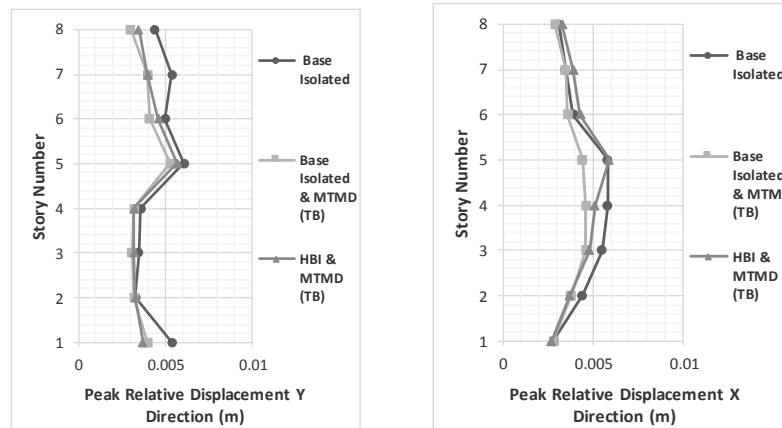 8
7
6
5
4
3
2
1
Story Number
0
0.005
0.01
Peak Relative Displacement Y
Direction (m)
Base
Isolated
Base
Isolated
& MTMD
(TB)
HBI &
MTMD
(TB)
8
7
6
5
4
3
2
1
Story Number
0
0.005
0.01
Peak Relative Displacement X
Direction (m)
Base
Isolated
Base
Isolated
& MTMD
(TB)
HBI &
MTMD
(TB)